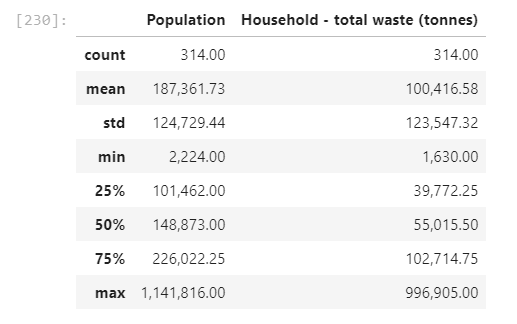 [230]: Population Household - total waste (tonnes)
count 314.00 314.00
mean 187,361.73 100,416.58
std 124,729.44 123,547.32
min 2,224.00 1,630.00
25% 101,462.00 39,772.25
50% 148,873.00 55,015.50
75% 226,022.25 102,714.75
max 1,141,816.00 996,905.00